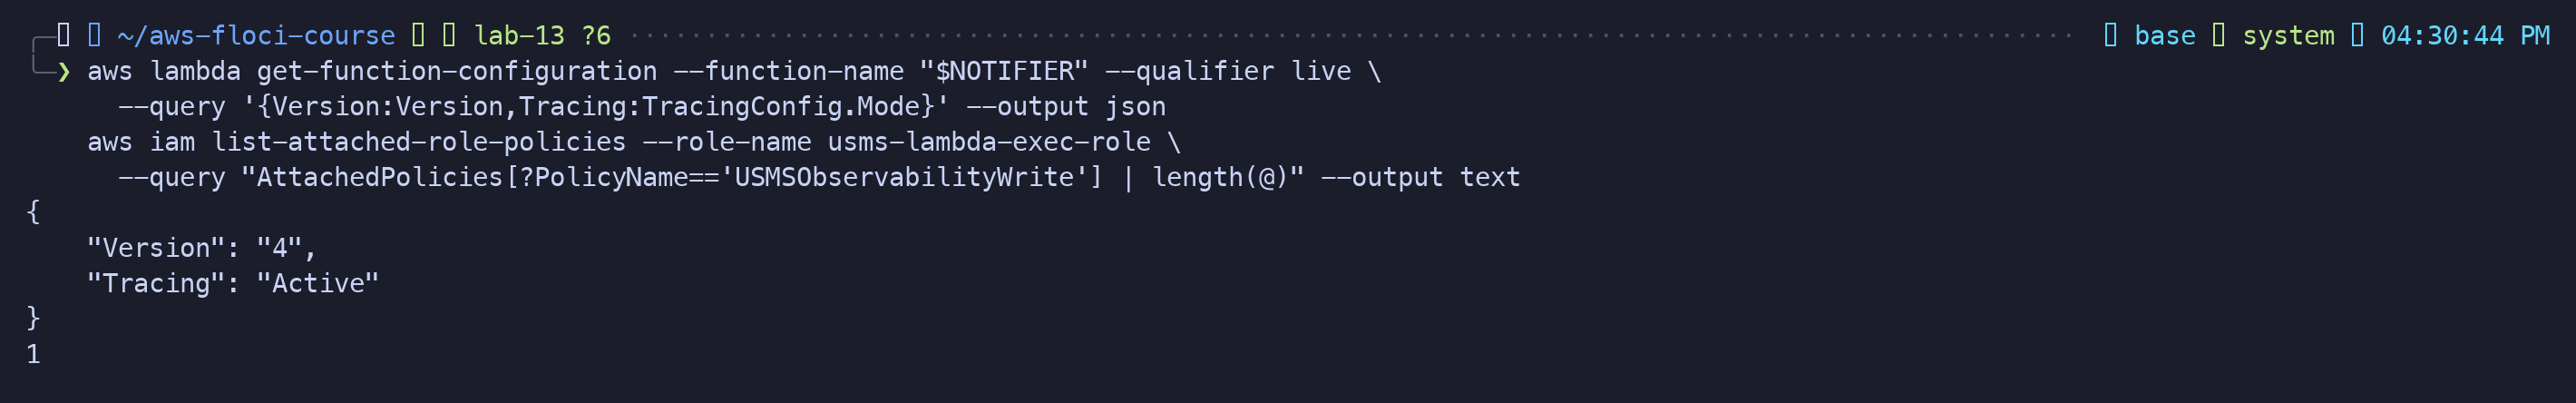 ~/aws-floci-course lab-13 ?6 ································ base system 04:30:44 PM
❯ aws lambda get-function-configuration --function-name "$NOTIFIER" --qualifier live \
--query '{Version:Version,Tracing:TracingConfig.Mode}' --output json
aws iam list-attached-role-policies --role-name usms-lambda-exec-role \
--query "AttachedPolicies[?PolicyName=='USMSObservabilityWrite'] | length(@)" --output text
{
"Version": "4",
"Tracing": "Active"
}
1